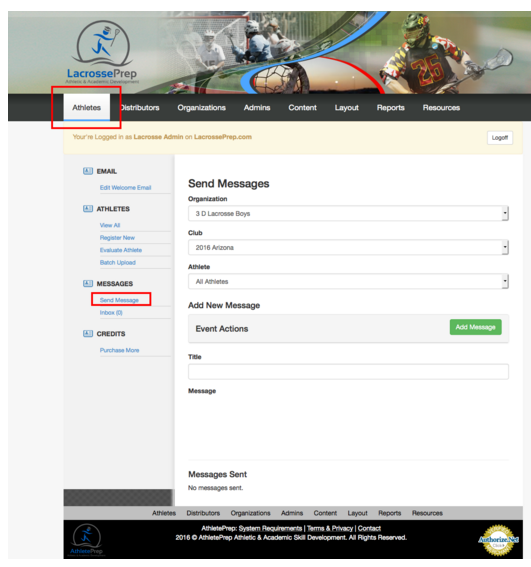 LacrossePrep
Athletic & Academic Development
Athletes Distributors Organizations Admins Content Layout Reports Resources
Your're Logged in as Lacrosse Admin on LacrossePrep.com Logoff
EMAIL
Edit Welcome Email
ATHLETES
View All
Register New
Evaluate Athlete
Batch Upload
MESSAGES
Send Message
Inbox (0)
CREDITS
Purchase More
Send Messages
Organization
3 D Lacrosse Boys
Club
2016 Arizona
Athlete
All Athletes
Add New Message
Event Actions Add Message
Title
Message
Messages Sent
No messages sent.
Athletes Distributors Organizations Admins Content Layout Reports Resources
AthletePrep: System Requirements | Terms & Privacy | Contact
2016 © AthletePrep Athletic & Academic Skill Development. All Rights Reserved.
AthletePrep
Authorize.Net